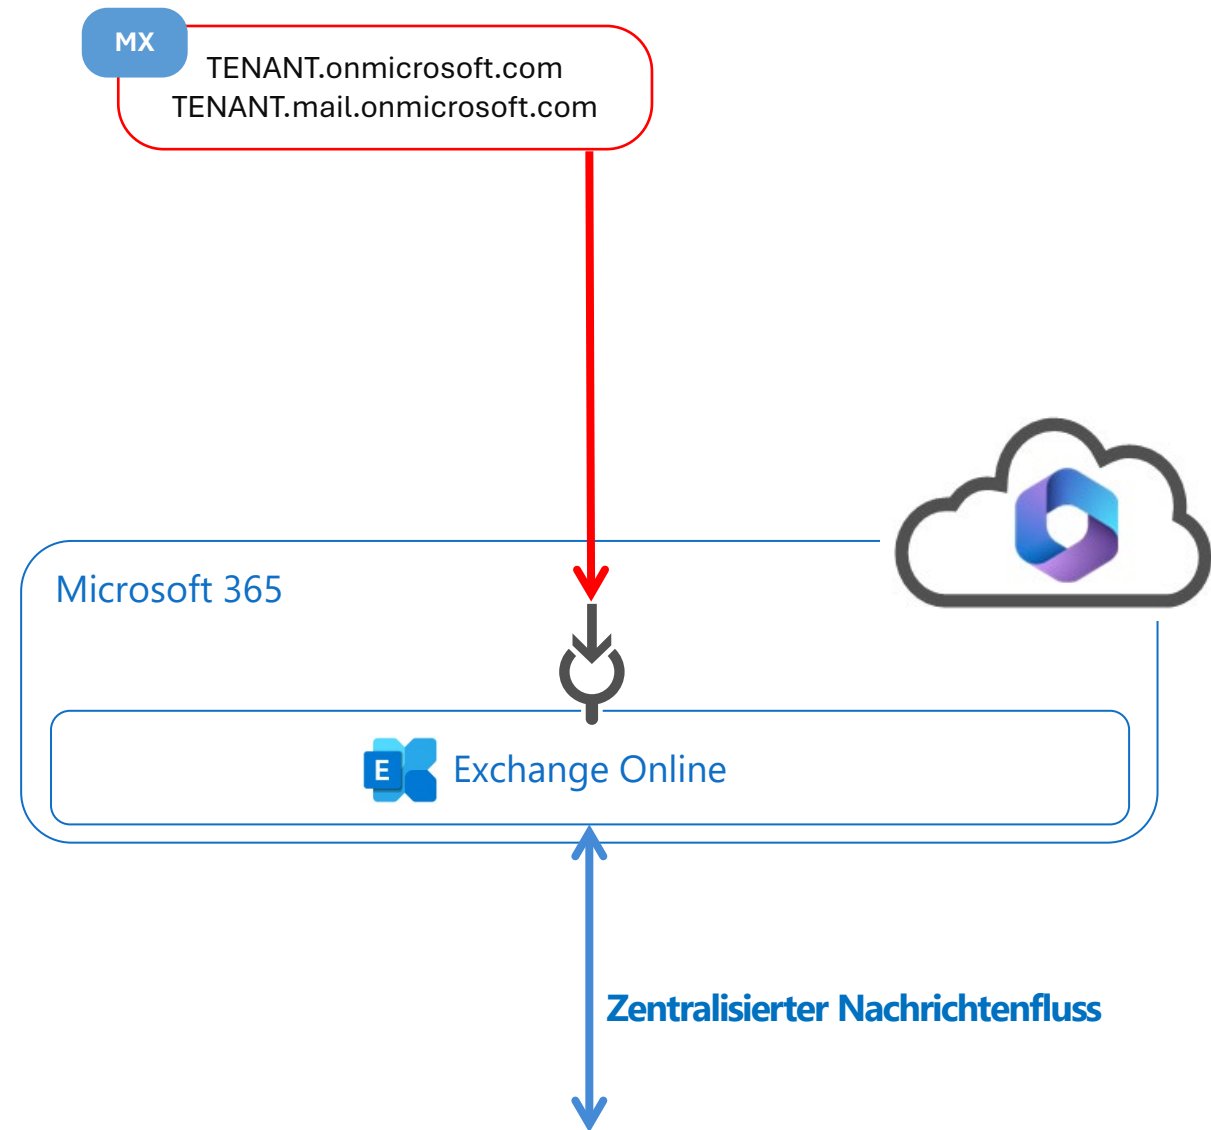 MX
TENANT.onmicrosoft.com
TENANT.mail.onmicrosoft.com
Microsoft 365
E
Exchange Online
Zentralisierter Nachrichtenfluss